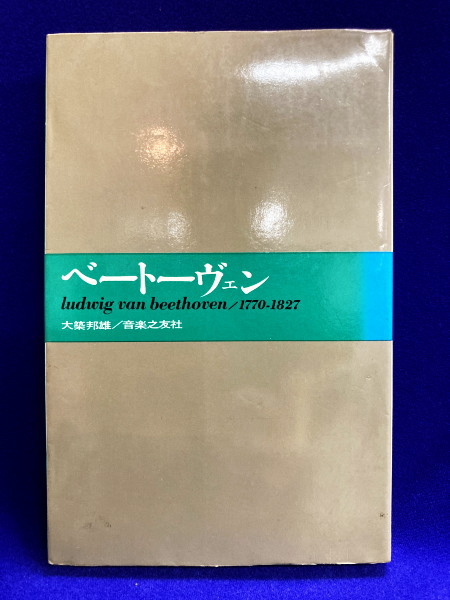 ベートーヴェン
ludwig van beethoven/1770-1827
大築邦雄/音楽之友社